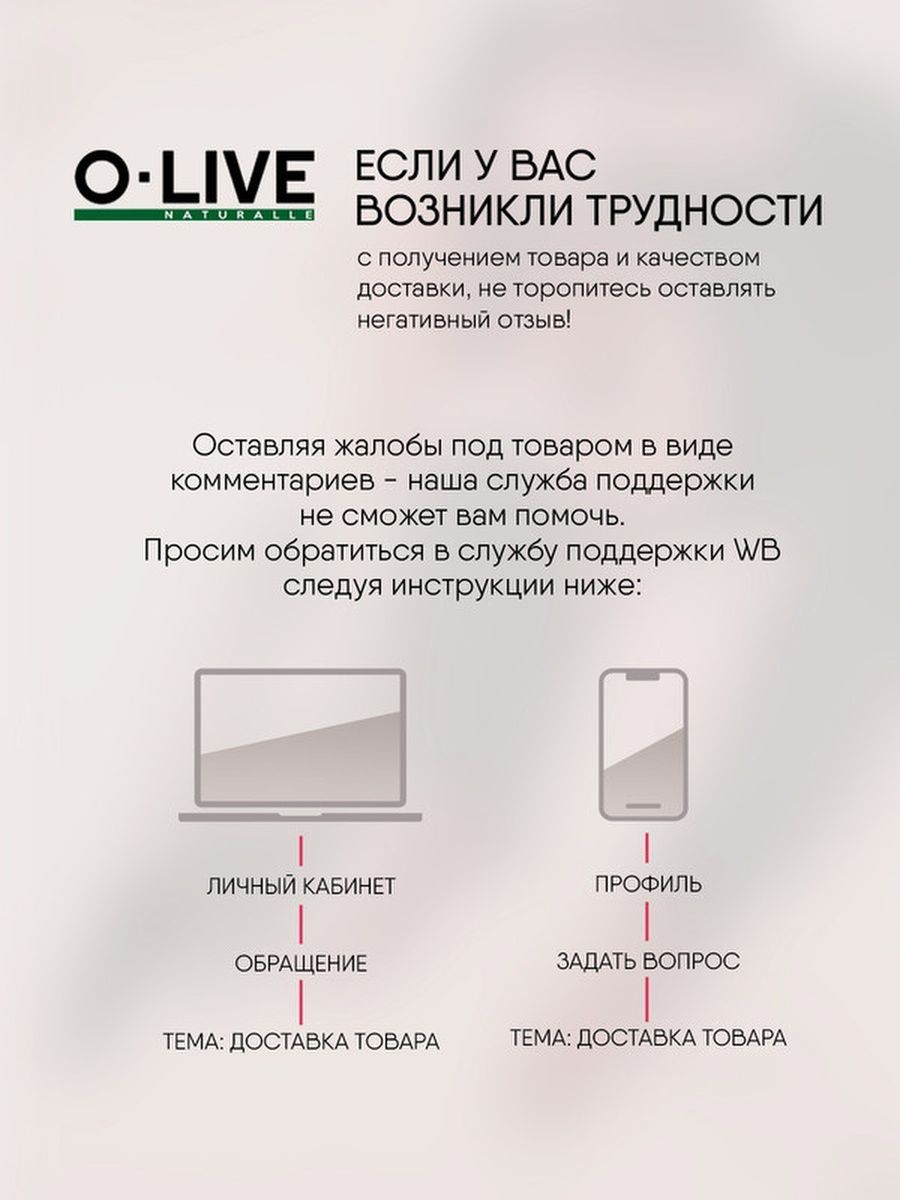 O·LIVE
NATURALLE
ЕСЛИ У ВАС
ВОЗНИКЛИ ТРУДНОСТИ
с получением товара и качеством
доставки, не торопитесь оставлять
негативный отзыв!
Оставляя жалобы под товаром в виде
комментариев - наша служба поддержки
не сможет вам помочь.
Просим обратиться в службу поддержки WB
следуя инструкции ниже:
ЛИЧНЫЙ КАБИНЕТ
ОБРАЩЕНИЕ
ТЕМА: ДОСТАВКА ТОВАРА
ПРОФИЛЬ
ЗАДАТЬ ВОПРОС
ТЕМА: ДОСТАВКА ТОВАРА